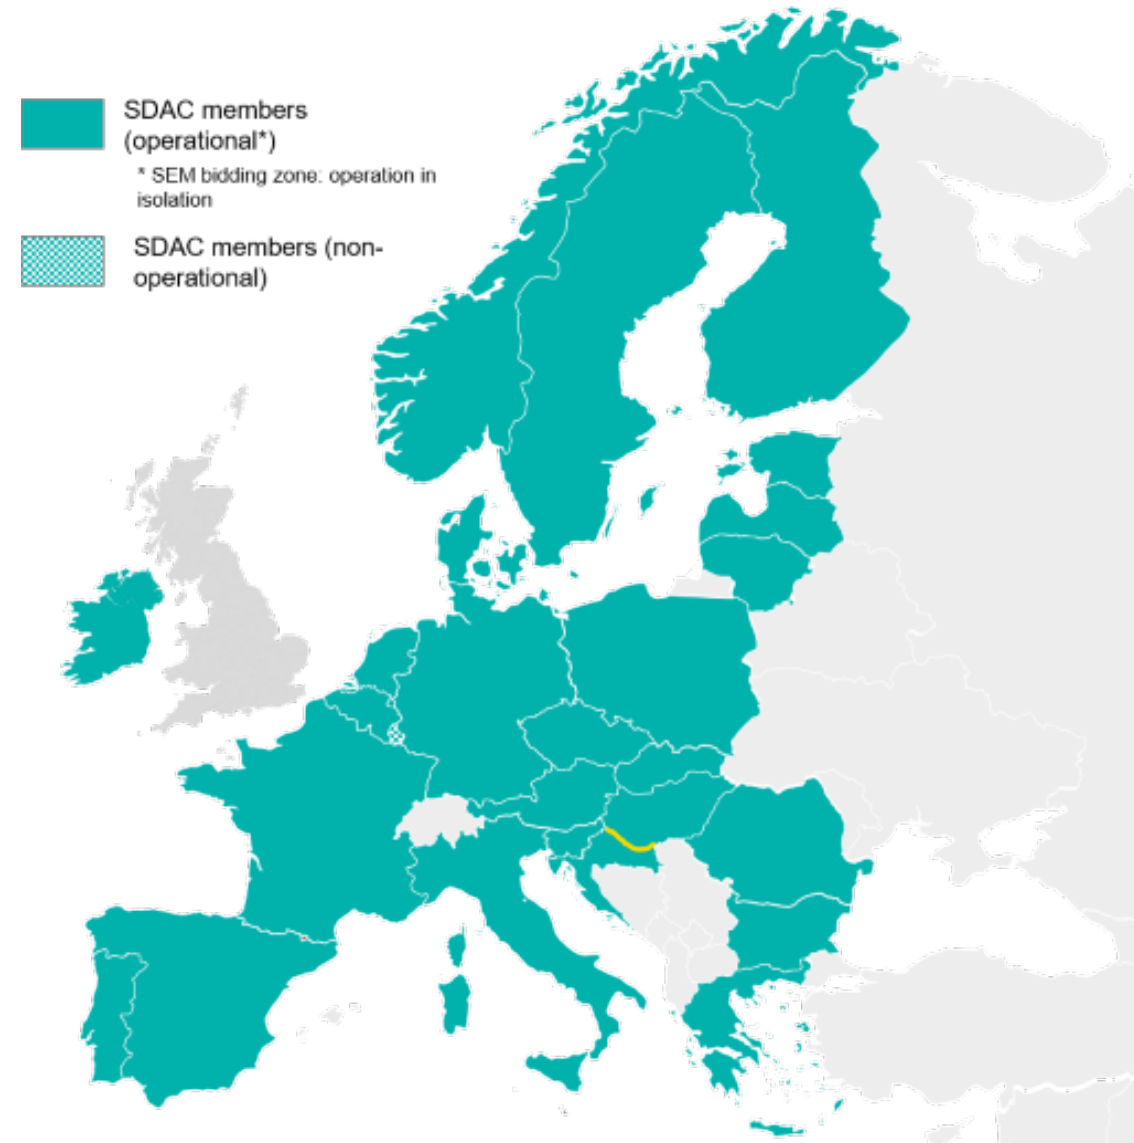 SDAC members
(operational*)
* SEM bidding zone: operation in
isolation
SDAC members (non-
operational)